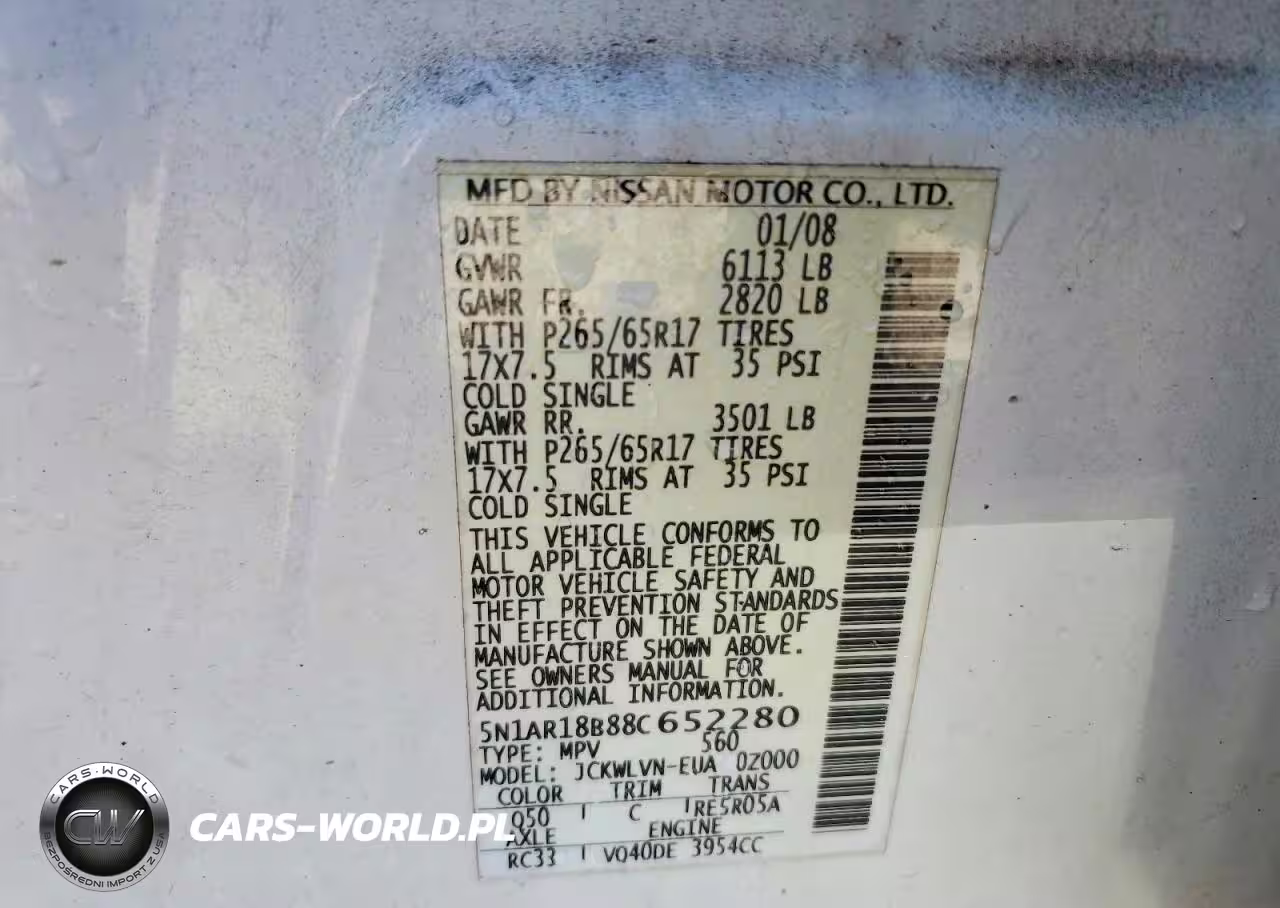 MFD BY NISSAN MOTOR CO., LTD.
DATE 01/08
GVWR 6113 LB
GAWR FR. 2820 LB
WITH P265/65R17 TIRES
17X7.5 RIMS AT 35 PSI
COLD SINGLE
GAWR RR. 3501 LB
WITH P265/65R17 TIRES
17X7.5 RIMS AT 35 PSI
COLD SINGLE
THIS VEHICLE CONFORMS TO
ALL APPLICABLE FEDERAL
MOTOR VEHICLE SAFETY AND
THEFT PREVENTION STANDARDS
IN EFFECT ON THE DATE OF
MANUFACTURE SHOWN ABOVE.
SEE OWNERS MANUAL FOR
ADDITIONAL INFORMATION.
5N1AR18B88C652280
TYPE: MPV 560
MODEL: JCKWLVN-EUA 0Z000
COLOR TRIM TRANS
Q50 C RE5R05A
AXLE ENGINE
RC33 VQ40DE 3954CC
CARS-WORLD
CW
BEZPOŚREDNI IMPORT Z USA
CARS-WORLD.PL